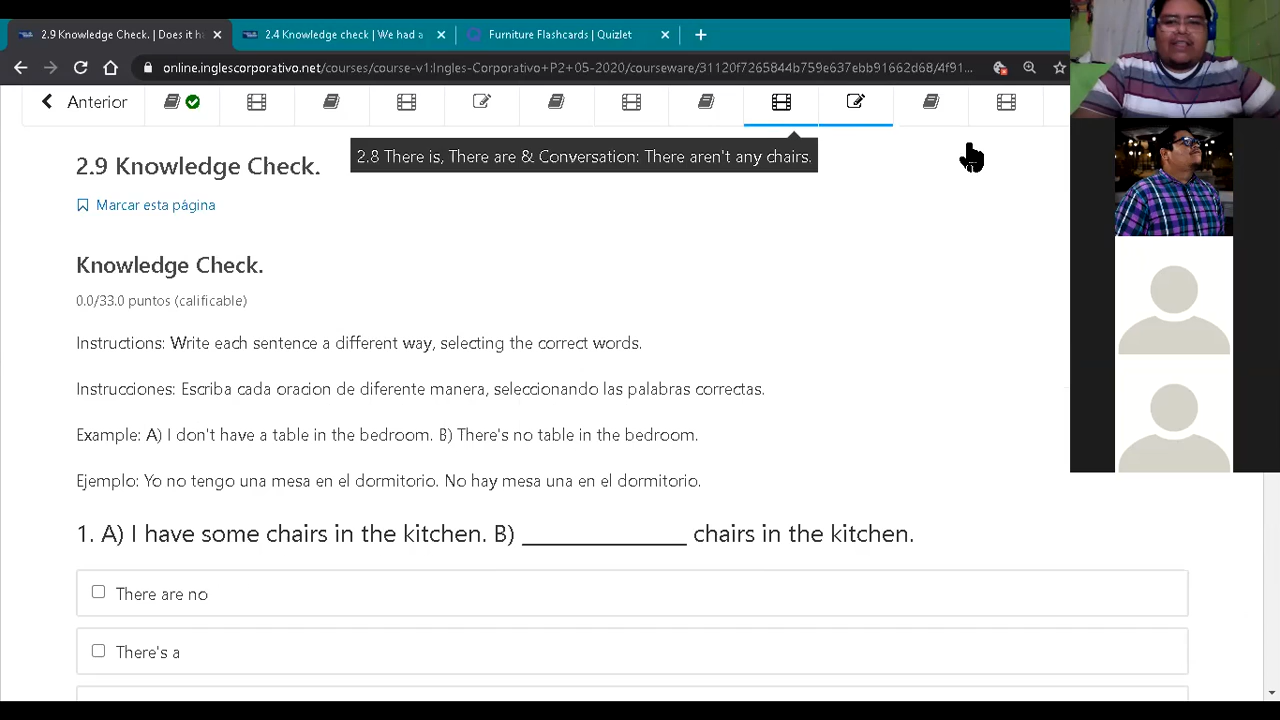 2.9 Knowledge Check. | Does it h
2.4 Knowledge check | We had a
Furniture Flashcards | Quizlet
online.inglescorporativo.net/courses/course-v1:Ingles-Corporativo+P2+05-2020/courseware/31120f7265844b759e637ebb91662d68/4f91...
Anterior
2.8 There is, There are & Conversation: There aren't any chairs.
2.9 Knowledge Check.
Marcar esta página
Knowledge Check.
0.0/33.0 puntos (calificable)
Instructions: Write each sentence a different way, selecting the correct words.
Instrucciones: Escriba cada oracion de diferente manera, seleccionando las palabras correctas.
Example: A) I don't have a table in the bedroom. B) There's no table in the bedroom.
Ejemplo: Yo no tengo una mesa en el dormitorio. No hay mesa una en el dormitorio.
1. A) I have some chairs in the kitchen. B) ______________ chairs in the kitchen.
There are no
There's a